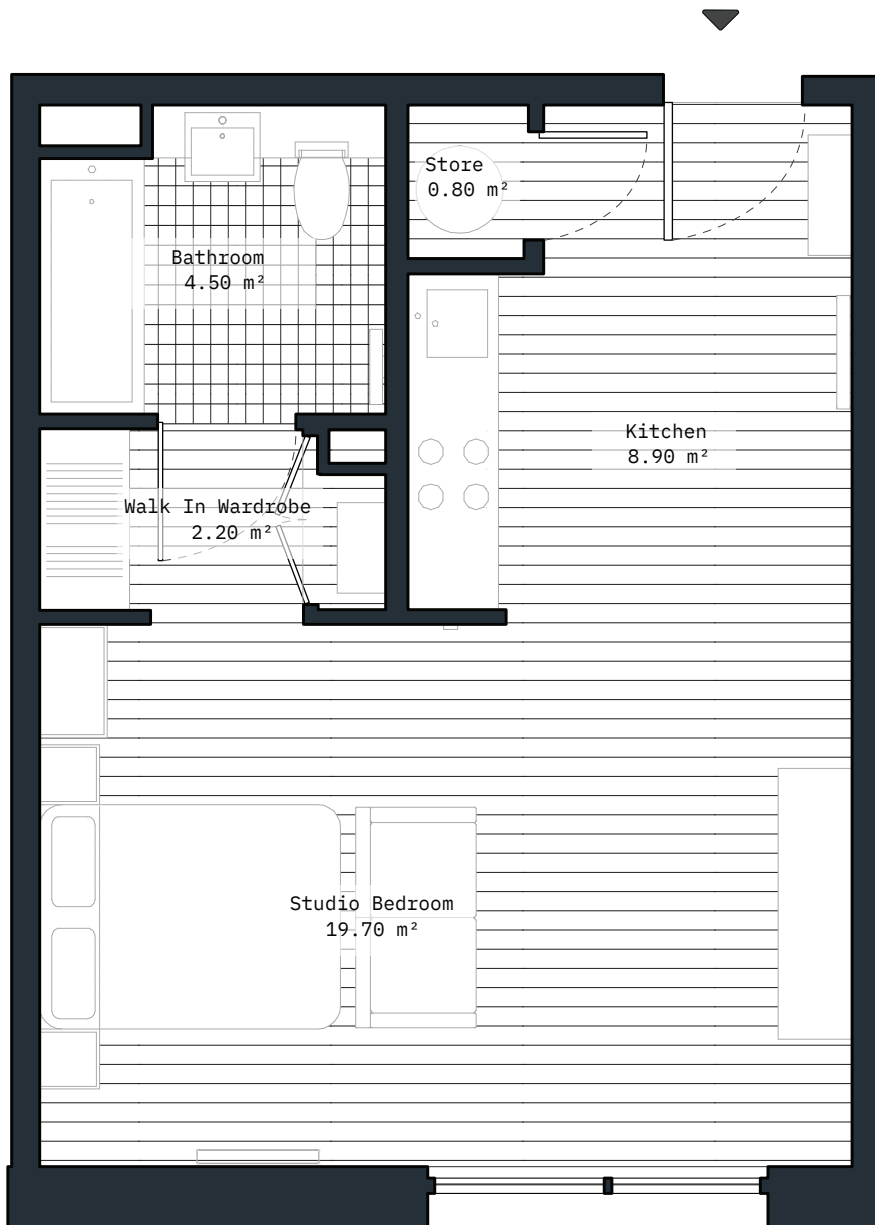 Store
0.80 m²
Bathroom
4.50 m²
Kitchen
8.90 m²
Walk In Wardrobe
2.20 m²
Studio Bedroom
19.70 m²